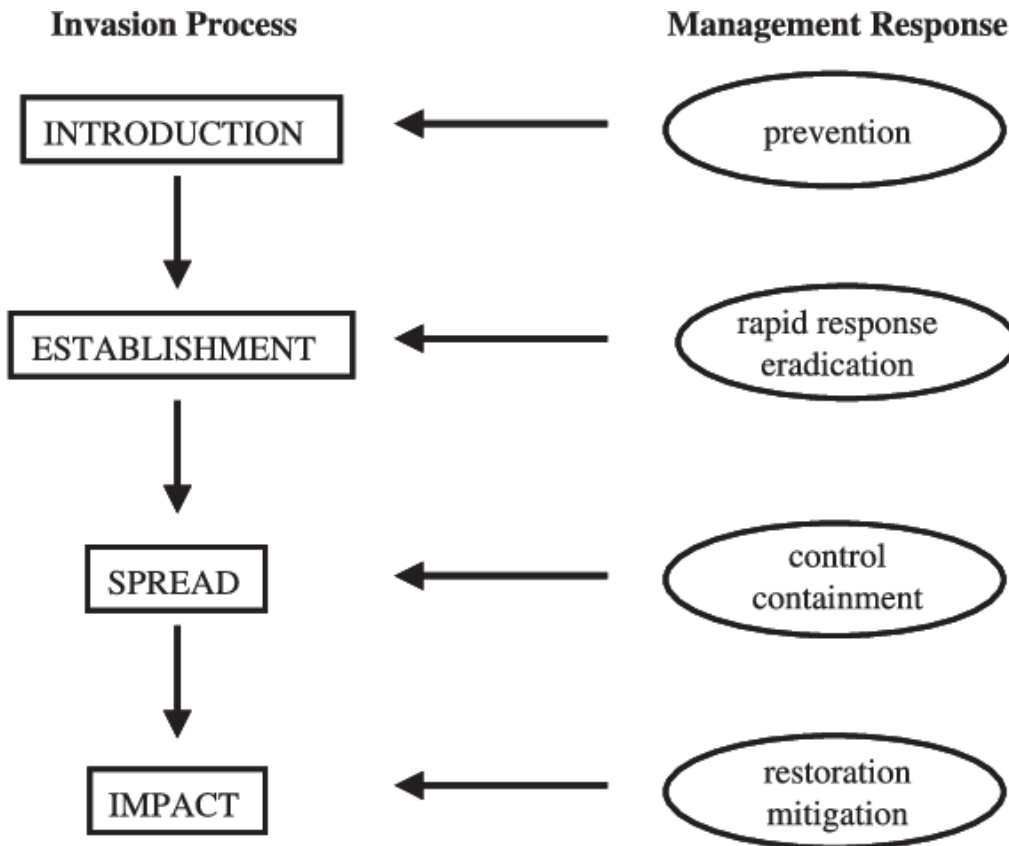 Invasion Process
Management Response
INTRODUCTION
prevention
ESTABLISHMENT
rapid response
eradication
SPREAD
control
containment
IMPACT
restoration
mitigation